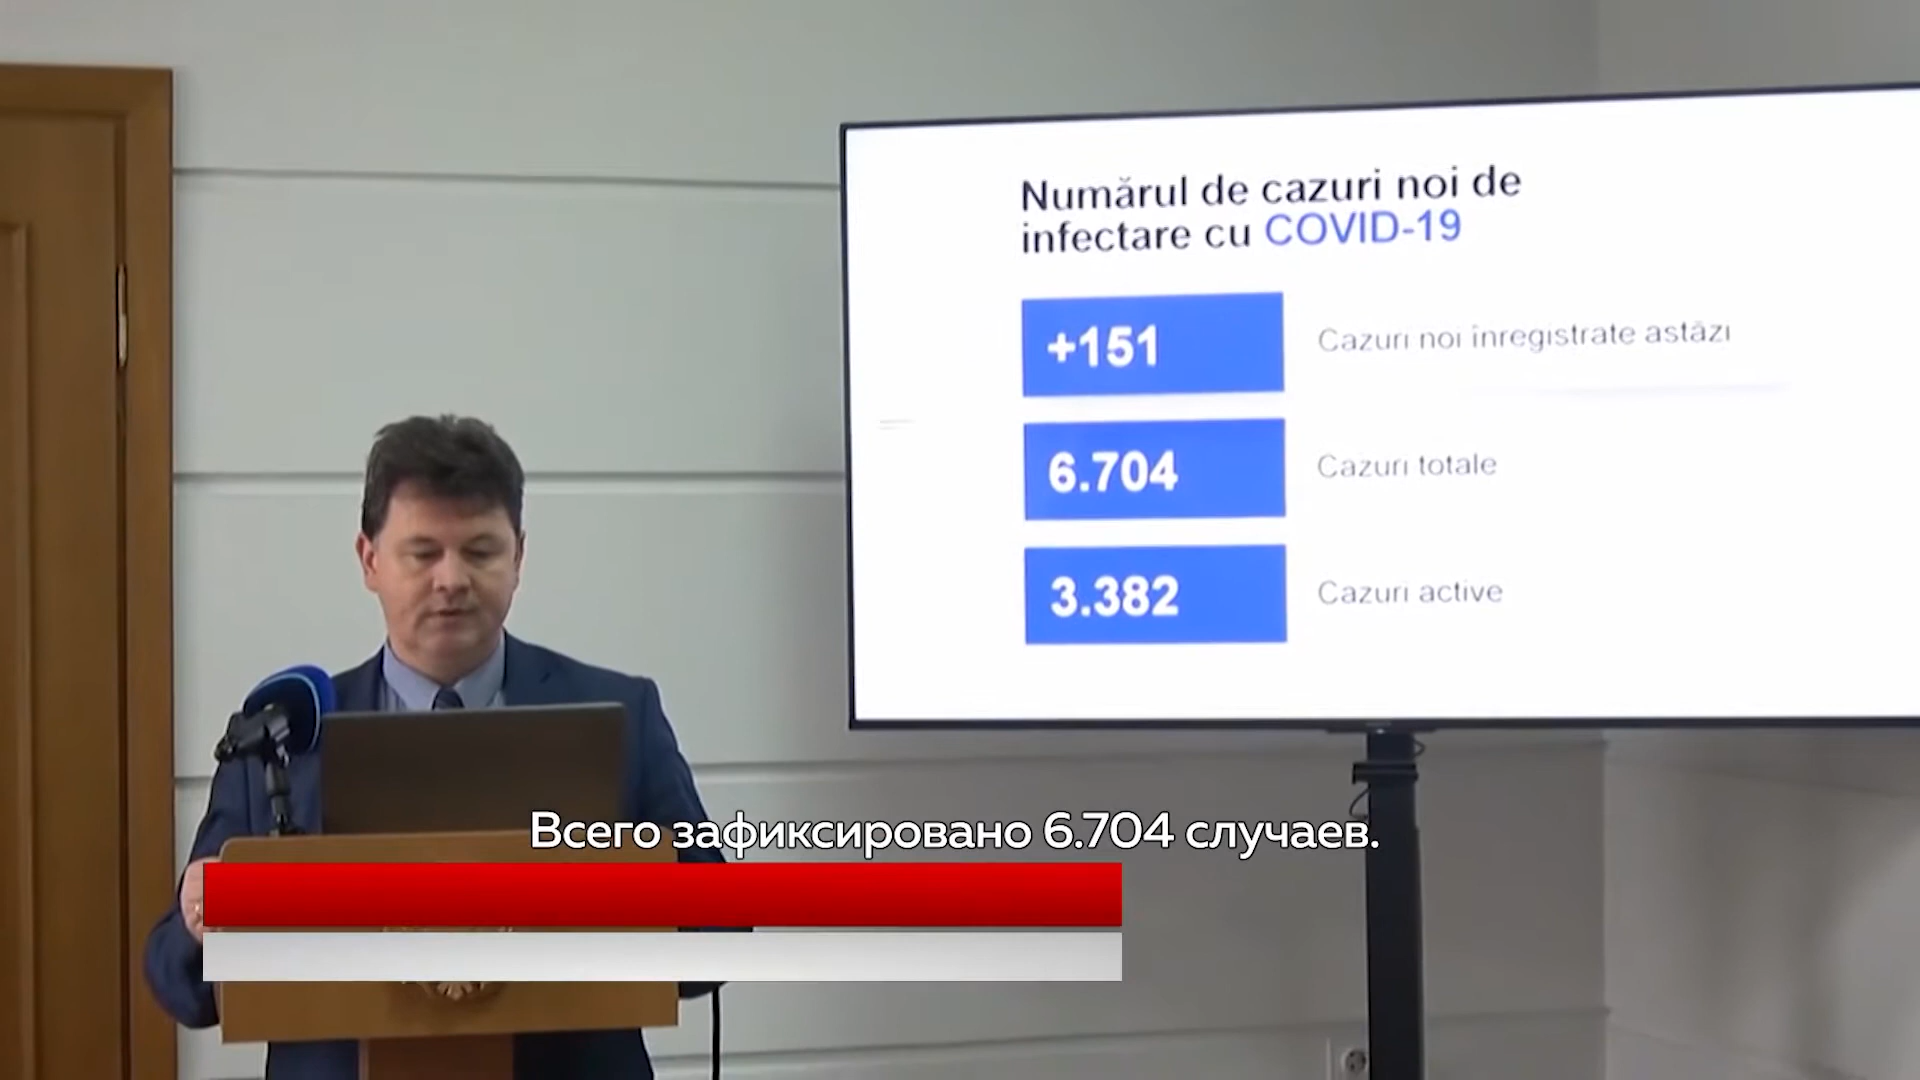 Numărul de cazuri noi de
infectare cu COVID-19
+151
Cazuri noi înregistrate astăzi
6.704
Cazuri totale
3.382
Cazuri active
Всего зафиксировано 6.704 случаев.